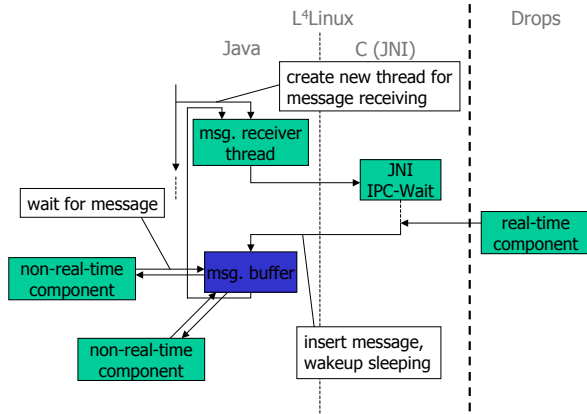 L⁴Linux
Drops
Java
C (JNI)
create new thread for
message receiving
msg. receiver
thread
JNI
IPC-Wait
wait for message
real-time
component
non-real-time
component
msg. buffer
insert message,
wakeup sleeping
non-real-time
component